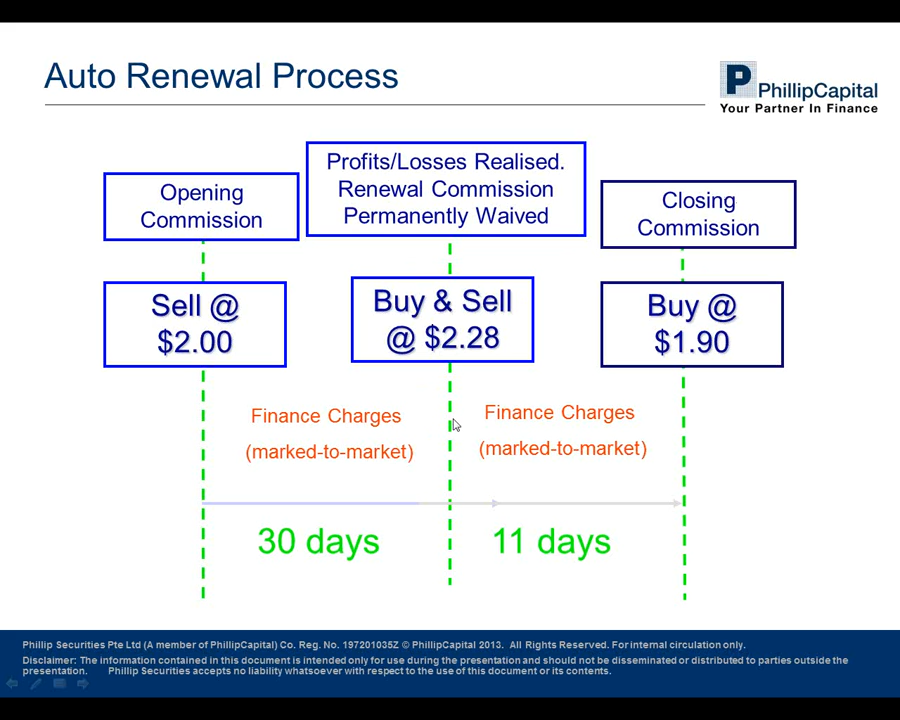 Auto Renewal Process
P
PhillipCapital
Your Partner In Finance
Opening
Commission
Profits/Losses Realised.
Renewal Commission
Permanently Waived
Closing
Commission
Sell @
$2.00
Buy & Sell
@ $2.28
Buy @
$1.90
Finance Charges
(marked-to-market)
Finance Charges
(marked-to-market)
30 days
11 days
Phillip Securities Pte Ltd (A member of PhillipCapital) Co. Reg. No. 197201035Z © PhillipCapital 2013. All Rights Reserved. For internal circulation only.
Disclaimer: The information contained in this document is intended only for use during the presentation and should not be disseminated or distributed to parties outside the
presentation. Phillip Securities accepts no liability whatsoever with respect to the use of this document or its contents.